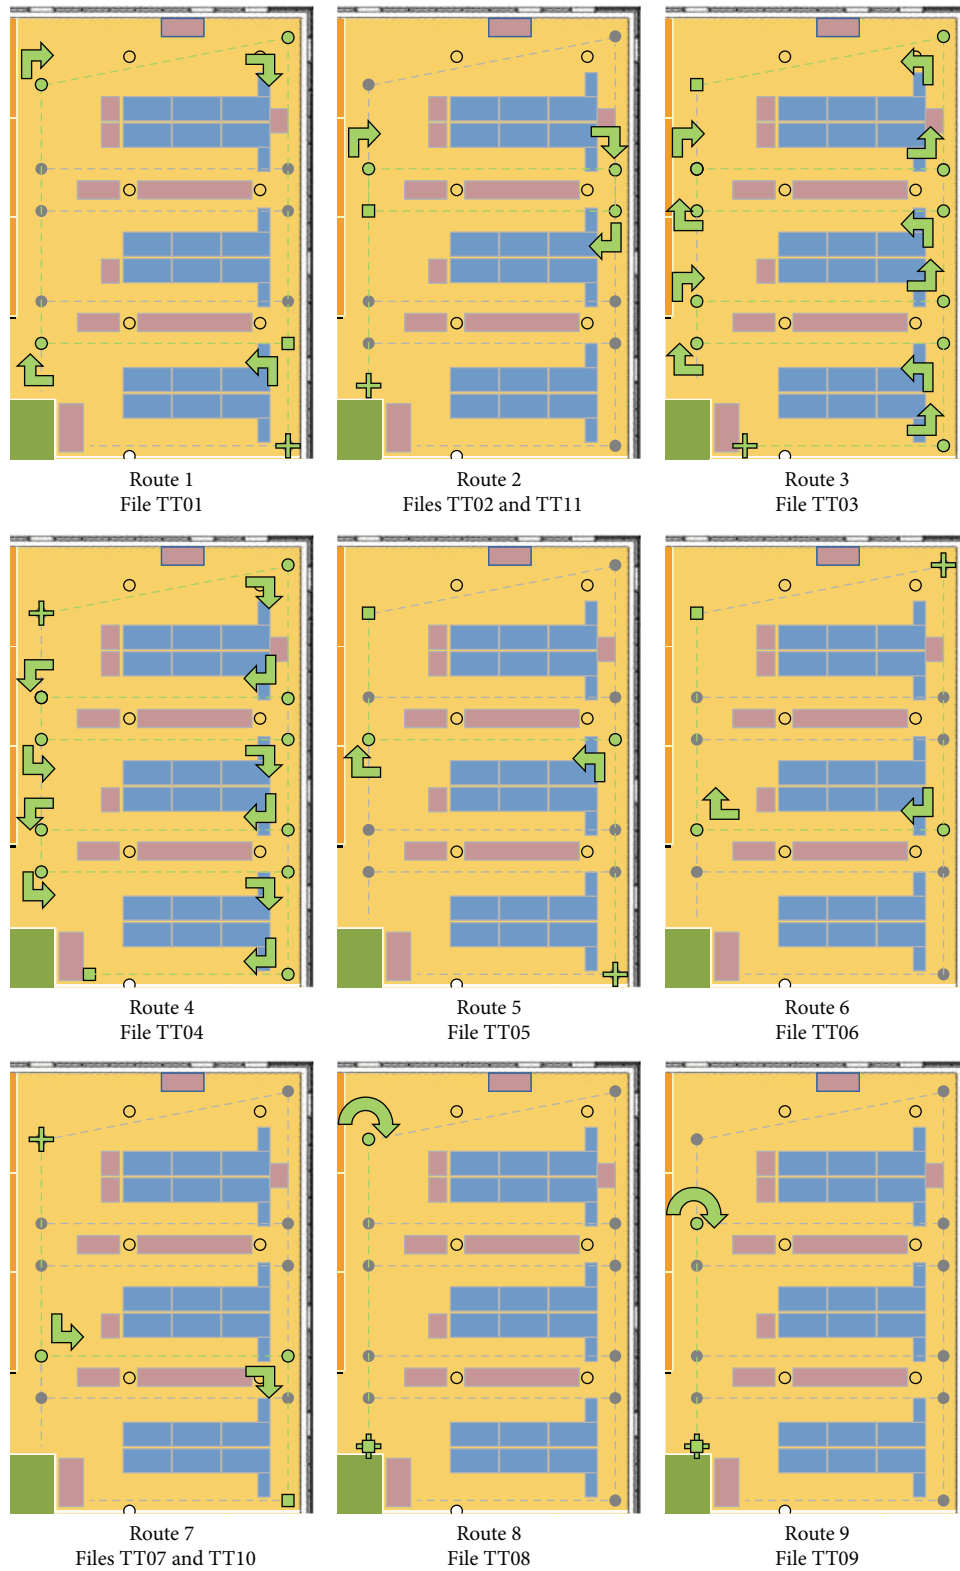 Route 1
File TT01
Route 2
Files TT02 and TT11
Route 3
File TT03
Route 4
File TT04
Route 5
File TT05
Route 6
File TT06
Route 7
Files TT07 and TT10
Route 8
File TT08
Route 9
File TT09